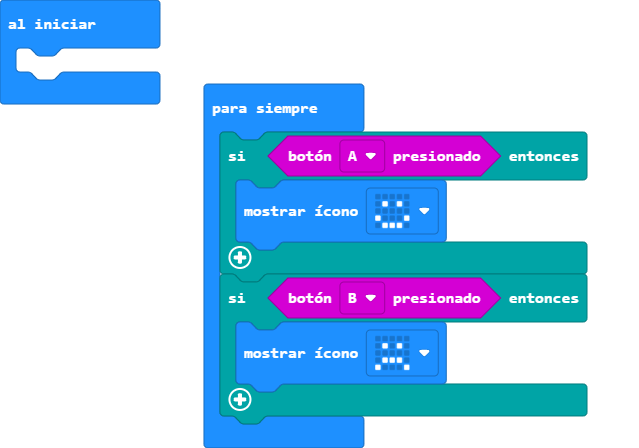 al iniciar
para siempre
si botón A presionado entonces
mostrar ícono
si botón B presionado entonces
mostrar ícono